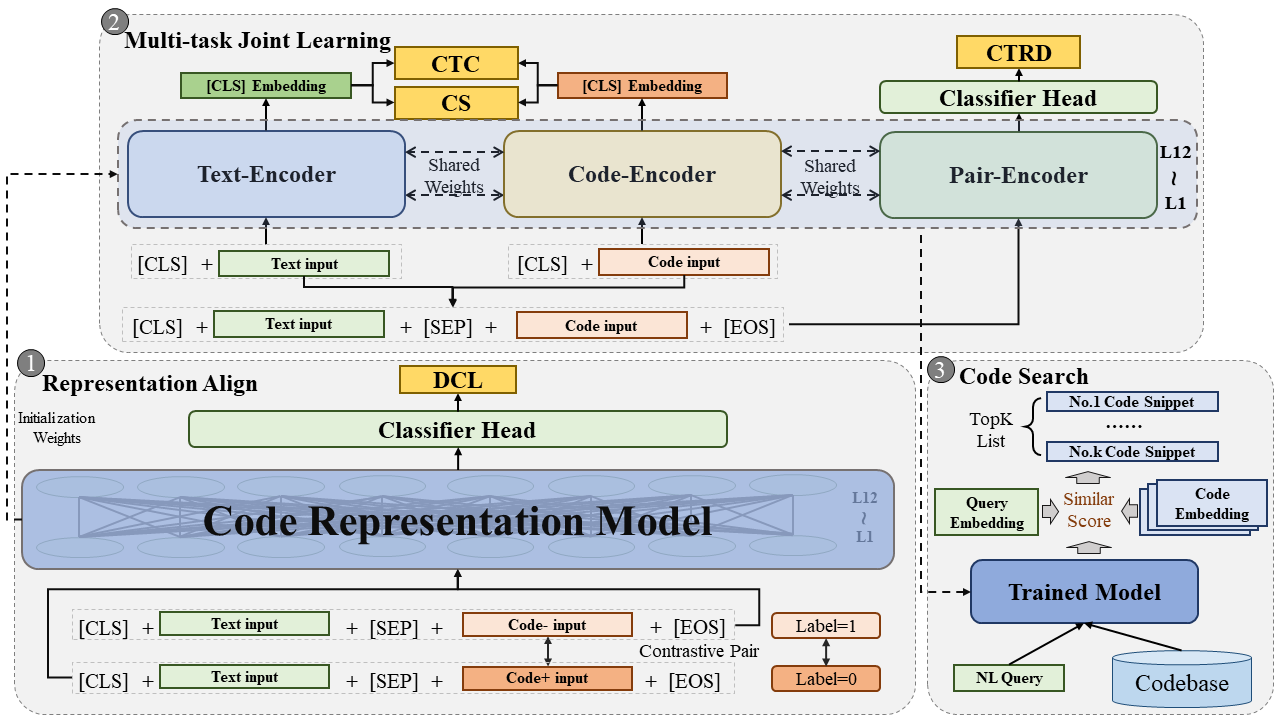 2
Multi-task Joint Learning
CTC
CS
[CLS] Embedding
[CLS] Embedding
CTRD
Classifier Head
Text-Encoder
Shared
Weights
Code-Encoder
Shared
Weights
Pair-Encoder
L12
~
L1
[CLS] + Text input
[CLS] + Code input
[CLS] + Text input + [SEP] + Code input + [EOS]
1
Representation Align
Initialization
Weights
DCL
Classifier Head
Code Representation Model
L12
~
L1
[CLS] + Text input + [SEP] + Code- input + [EOS]
Label=1
Contrastive Pair
[CLS] + Text input + [SEP] + Code+ input + [EOS]
Label=0
3
Code Search
TopK
List
No.1 Code Snippet
······
No.k Code Snippet
Query
Embedding
Similar
Score
Code
Embedding
Trained Model
NL Query
Codebase